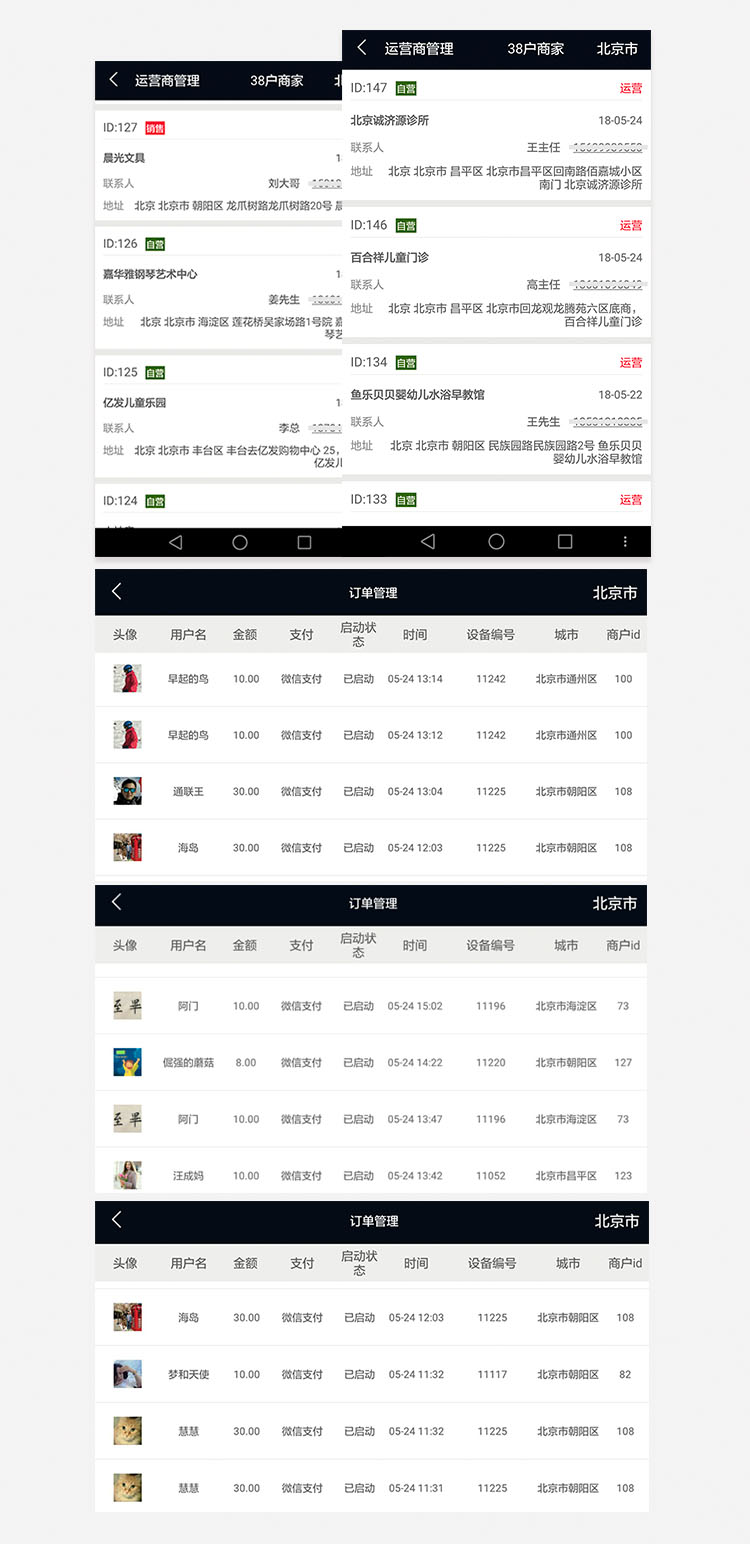 运营商管理 38户商家
ID:127 销售
晨光文具
联系人 刘大哥
地址 北京 北京市 朝阳区 龙爪树路龙爪树路20号
ID:126 自营
嘉华雅钢琴艺术中心
联系人 姜先生
地址 北京 北京市 海淀区 莲花桥吴家场路1号院 嘉
琴艺
ID:125 自营
亿发儿童乐园
联系人 李总
地址 北京 北京市 丰台区 丰台去亿发购物中心 25,
亿发儿
ID:124 自营
运营商管理 38户商家 北京市
ID:147 自营 运营
北京诚济源诊所 18-05-24
联系人 王主任
地址 北京 北京市 昌平区 北京市昌平区回南路佰嘉城小区
南门 北京诚济源诊所
ID:146 自营 运营
百合祥儿童门诊 18-05-24
联系人 高主任
地址 北京 北京市 昌平区 北京市回龙观龙腾苑六区底商,
百合祥儿童门诊
ID:134 自营 运营
鱼乐贝贝婴幼儿水浴早教馆 18-05-22
联系人 王先生
地址 北京 北京市 朝阳区 民族园路民族园路2号 鱼乐贝贝
婴幼儿水浴早教馆
ID:133 自营 运营
订单管理 北京市
头像 用户名 金额 支付 启动状态 时间 设备编号 城市 商户id
早起的鸟 10.00 微信支付 已启动 05-24 13:14 11242 北京市通州区 100
早起的鸟 10.00 微信支付 已启动 05-24 13:12 11242 北京市通州区 100
通联王 30.00 微信支付 已启动 05-24 13:04 11225 北京市朝阳区 108
海岛 30.00 微信支付 已启动 05-24 12:03 11225 北京市朝阳区 108
订单管理 北京市
头像 用户名 金额 支付 启动状态 时间 设备编号 城市 商户id
阿门 10.00 微信支付 已启动 05-24 15:02 11196 北京市海淀区 73
倔强的蘑菇 8.00 微信支付 已启动 05-24 14:22 11220 北京市朝阳区 127
阿门 10.00 微信支付 已启动 05-24 13:47 11196 北京市海淀区 73
汪成妈 10.00 微信支付 已启动 05-24 13:42 11052 北京市昌平区 123
订单管理 北京市
头像 用户名 金额 支付 启动状态 时间 设备编号 城市 商户id
海岛 30.00 微信支付 已启动 05-24 12:03 11225 北京市朝阳区 108
梦和天使 10.00 微信支付 已启动 05-24 11:32 11117 北京市朝阳区 82
慧慧 30.00 微信支付 已启动 05-24 11:32 11225 北京市朝阳区 108
慧慧 30.00 微信支付 已启动 05-24 11:31 11225 北京市朝阳区 108